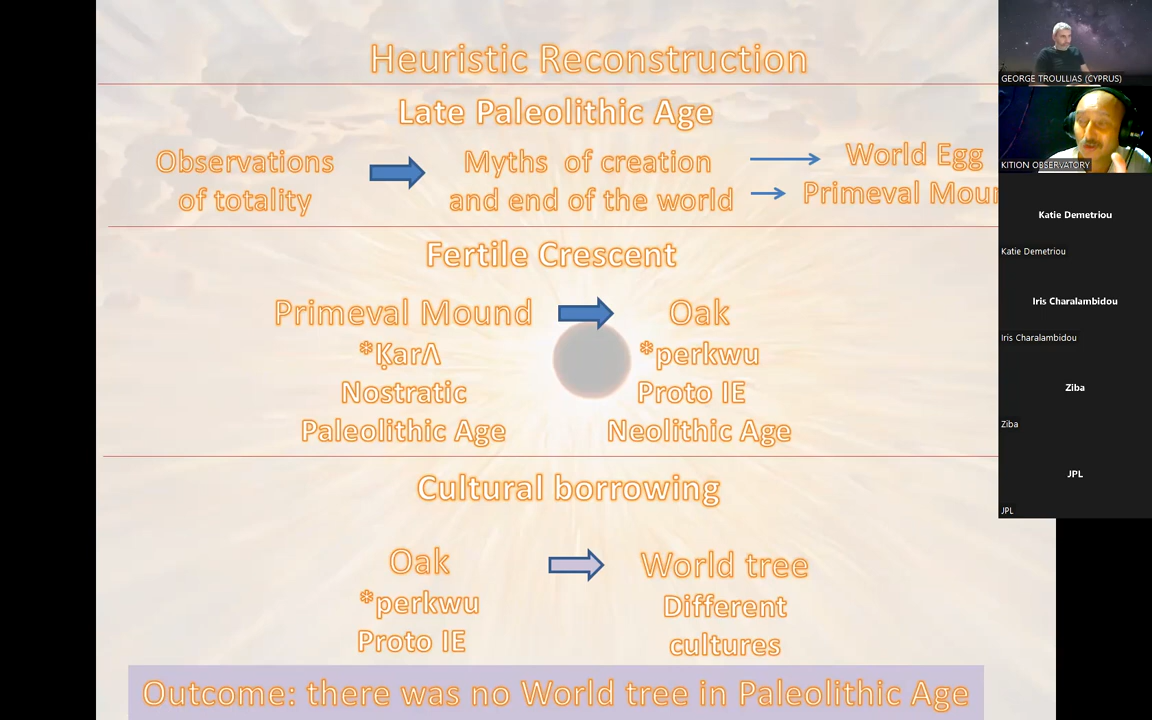 Heuristic Reconstruction
Late Paleolithic Age
Observations
of totality
Myths of creation
and end of the world
World Egg
Primeval Moun
Fertile Crescent
Primeval Mound
*ḲarΛ
Nostratic
Paleolithic Age
Oak
*perkwu
Proto IE
Neolithic Age
Cultural borrowing
Oak
*perkwu
Proto IE
World tree
Different
cultures
Outcome: there was no World tree in Paleolithic Age
GEORGE TROULLIAS (CYPRUS)
KITION OBSERVATORY
Katie Demetriou
Katie Demetriou
Iris Charalambidou
Iris Charalambidou
Ziba
Ziba
JPL
JPL